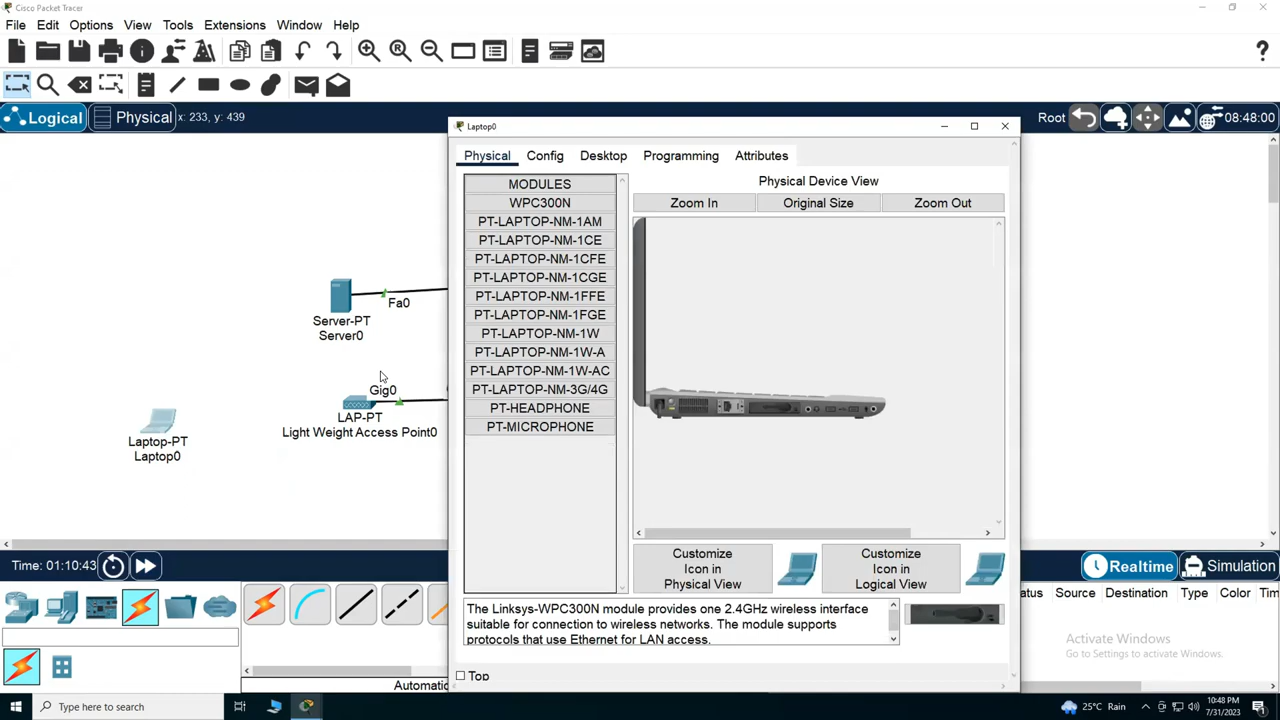 Cisco Packet Tracer
File Edit Options View Tools Extensions Window Help
Logical Physical x: 233, y: 439
Root 08:48:00
Laptop0
Physical Config Desktop Programming Attributes
MODULES
WPC300N
PT-LAPTOP-NM-1AM
PT-LAPTOP-NM-1CE
PT-LAPTOP-NM-1CFE
PT-LAPTOP-NM-1CGE
PT-LAPTOP-NM-1FFE
PT-LAPTOP-NM-1FGE
PT-LAPTOP-NM-1W
PT-LAPTOP-NM-1W-A
PT-LAPTOP-NM-1W-AC
PT-LAPTOP-NM-3G/4G
PT-HEADPHONE
PT-MICROPHONE
Physical Device View
Zoom In Original Size Zoom Out
Customize
Icon in
Physical View
Customize
Icon in
Logical View
The Linksys-WPC300N module provides one 2.4GHz wireless interface
suitable for connection to wireless networks. The module supports
protocols that use Ethernet for LAN access.
Top
Fa0
Server-PT
Server0
Gig0
LAP-PT
Light Weight Access Point0
Laptop-PT
Laptop0
Time: 01:10:43
Realtime Simulation
atus Source Destination Type Color Time
Automatic
Activate Windows
Go to Settings to activate Windows.
Type here to search
25°C Rain
10:48 PM
7/31/2023